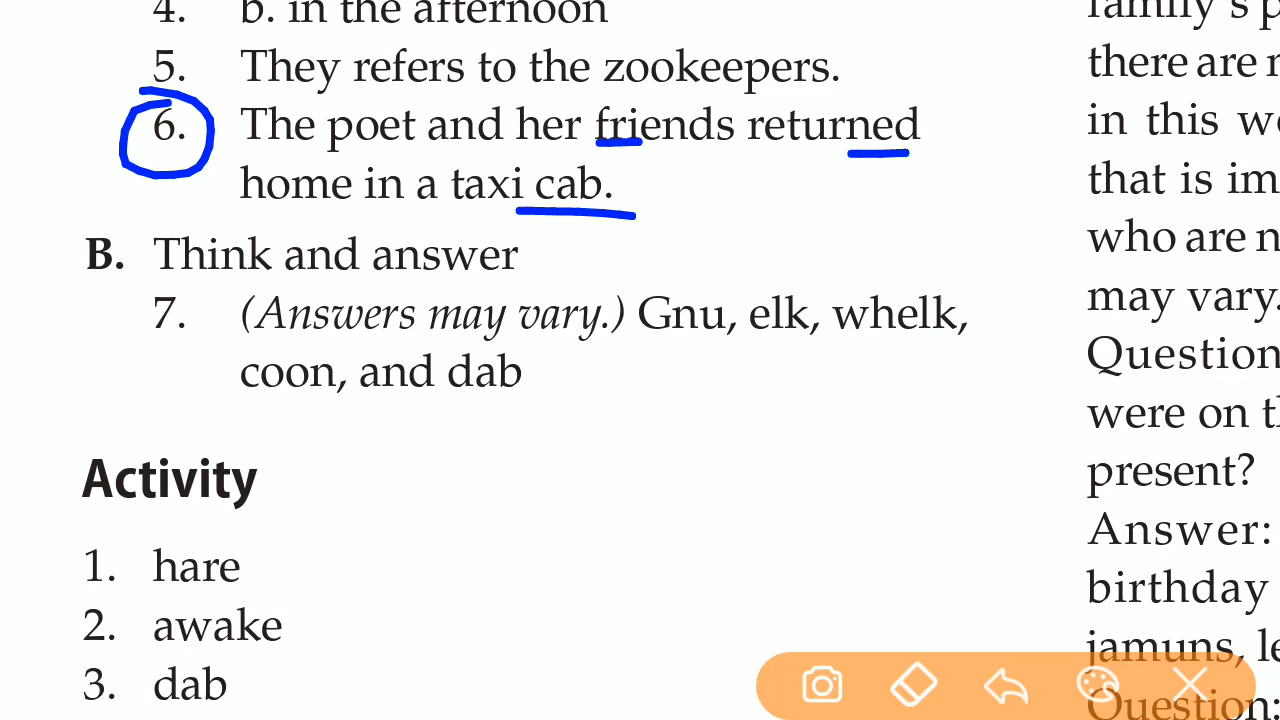 4. b. in the afternoon
5. They refers to the zookeepers.
6. The poet and her friends returned
home in a taxi cab.
B. Think and answer
7. (Answers may vary.) Gnu, elk, whelk,
coon, and dab
Activity
1. hare
2. awake
3. dab
family's p
there are
in this
that is im
who are n
may vary.
Question
were on
present?
Answer:
birthday
jamuns, le
Question: